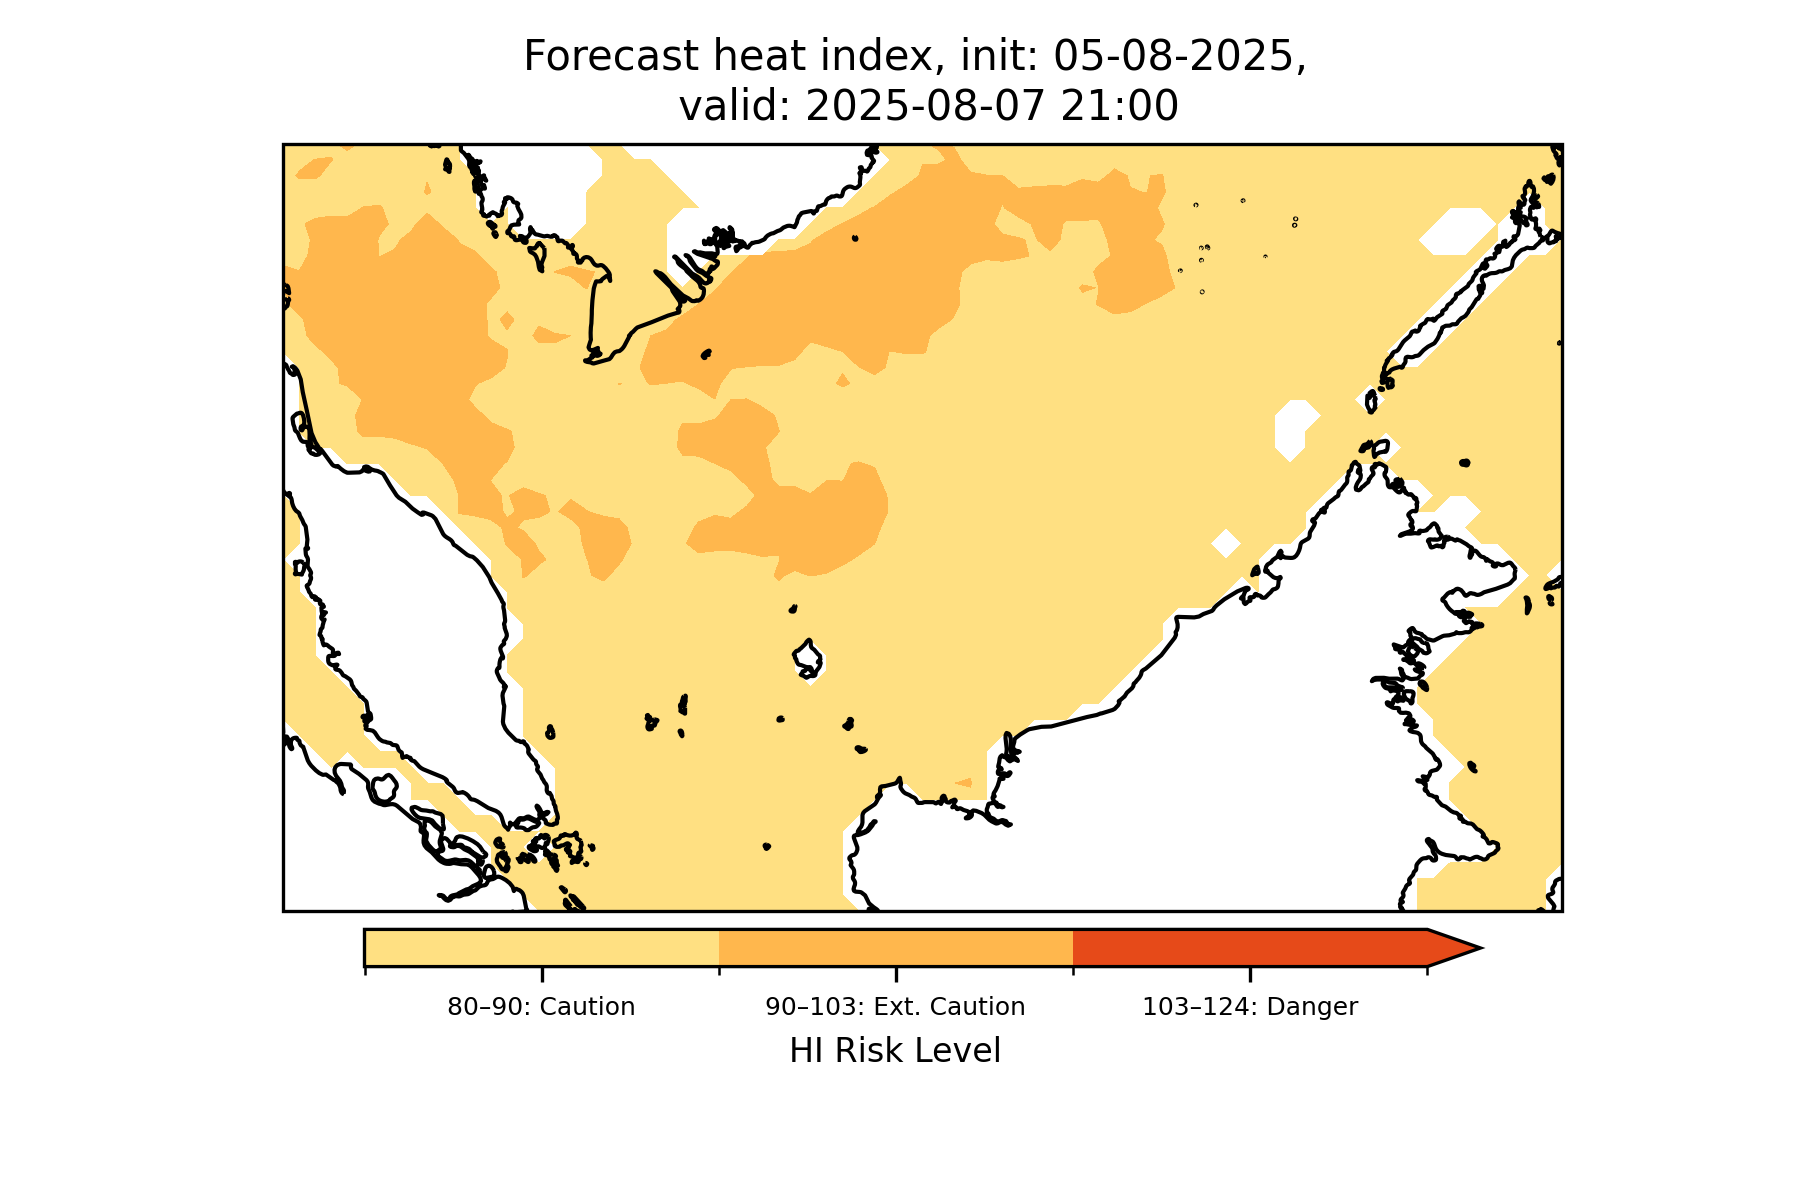 Forecast heat index, init: 05-08-2025,
valid: 2025-08-07 21:00
80–90: Caution
90–103: Ext. Caution
103–124: Danger
HI Risk Level